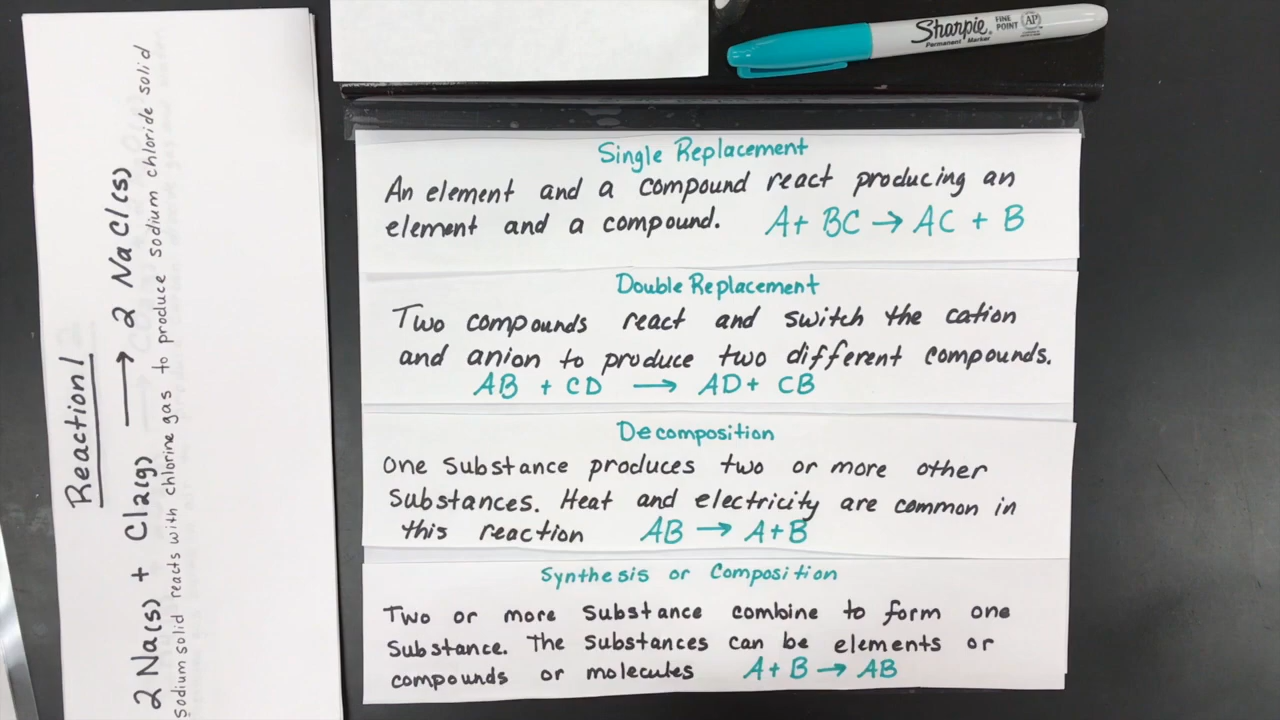 Reaction 1
2 Na(s) + Cl2(g) → 2 NaCl(s)
Sodium solid reacts with chlorine gas to produce sodium chloride solid
Sharpie
Permanent Marker
FINE POINT
AP
Single Replacement
An element and a compound react producing an
element and a compound. A+ BC → AC + B
Double Replacement
Two compounds react and switch the cation
and anion to produce two different compounds.
AB + CD → AD+ CB
Decomposition
One substance produces two or more other
substances. Heat and electricity are common in
this reaction AB → A+B
Synthesis or Composition
Two or more substance combine to form one
substance. The substances can be elements or
compounds or molecules A+ B → AB